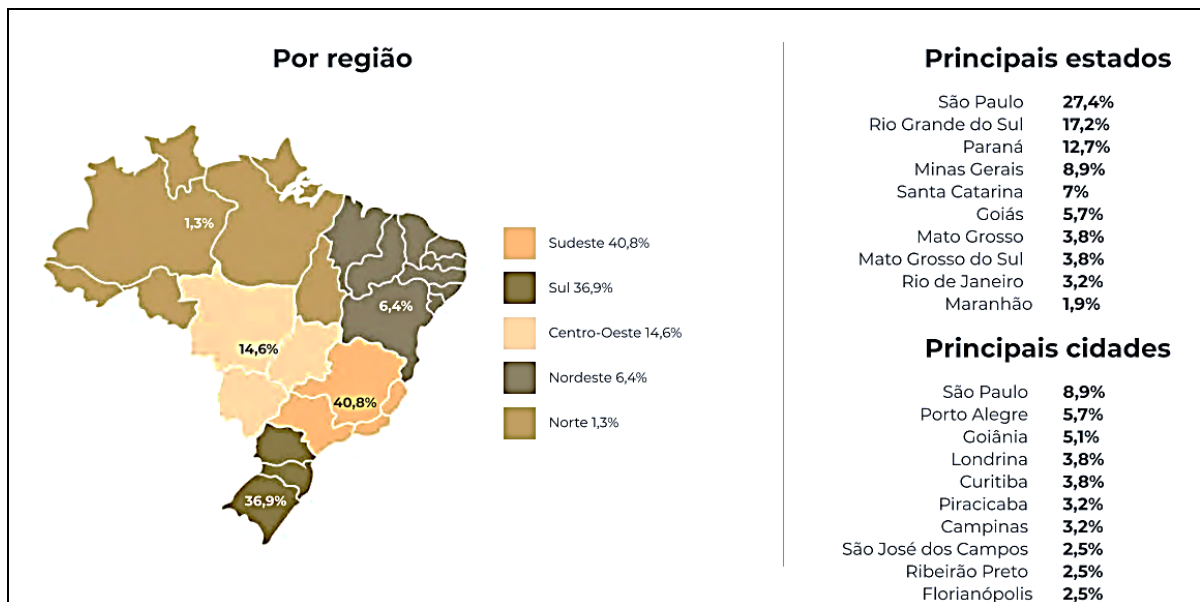 Por região
1,3%
6,4%
14,6%
40,8%
36,9%
Sudeste 40,8%
Sul 36,9%
Centro-Oeste 14,6%
Nordeste 6,4%
Norte 1,3%
Principais estados
São Paulo 27,4%
Rio Grande do Sul 17,2%
Paraná 12,7%
Minas Gerais 8,9%
Santa Catarina 7%
Goiás 5,7%
Mato Grosso 3,8%
Mato Grosso do Sul 3,8%
Rio de Janeiro 3,2%
Maranhão 1,9%
Principais cidades
São Paulo 8,9%
Porto Alegre 5,7%
Goiânia 5,1%
Londrina 3,8%
Curitiba 3,8%
Piracicaba 3,2%
Campinas 3,2%
São José dos Campos 2,5%
Ribeirão Preto 2,5%
Florianópolis 2,5%